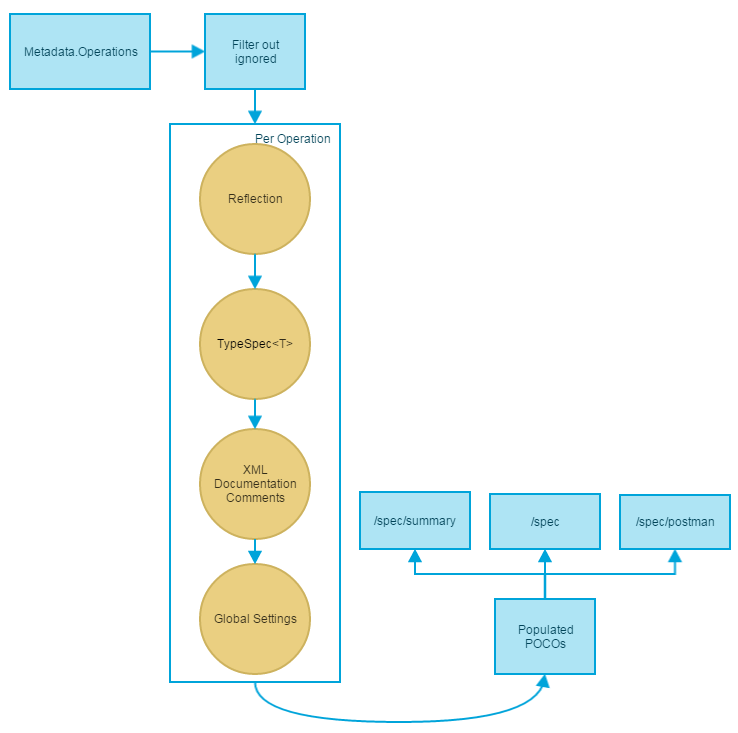 Metadata.Operations
Filter out
ignored
Per Operation
Reflection
TypeSpec<T>
XML
Documentation
Comments
Global Settings
/spec/summary
/spec
/spec/postman
Populated
POCOs